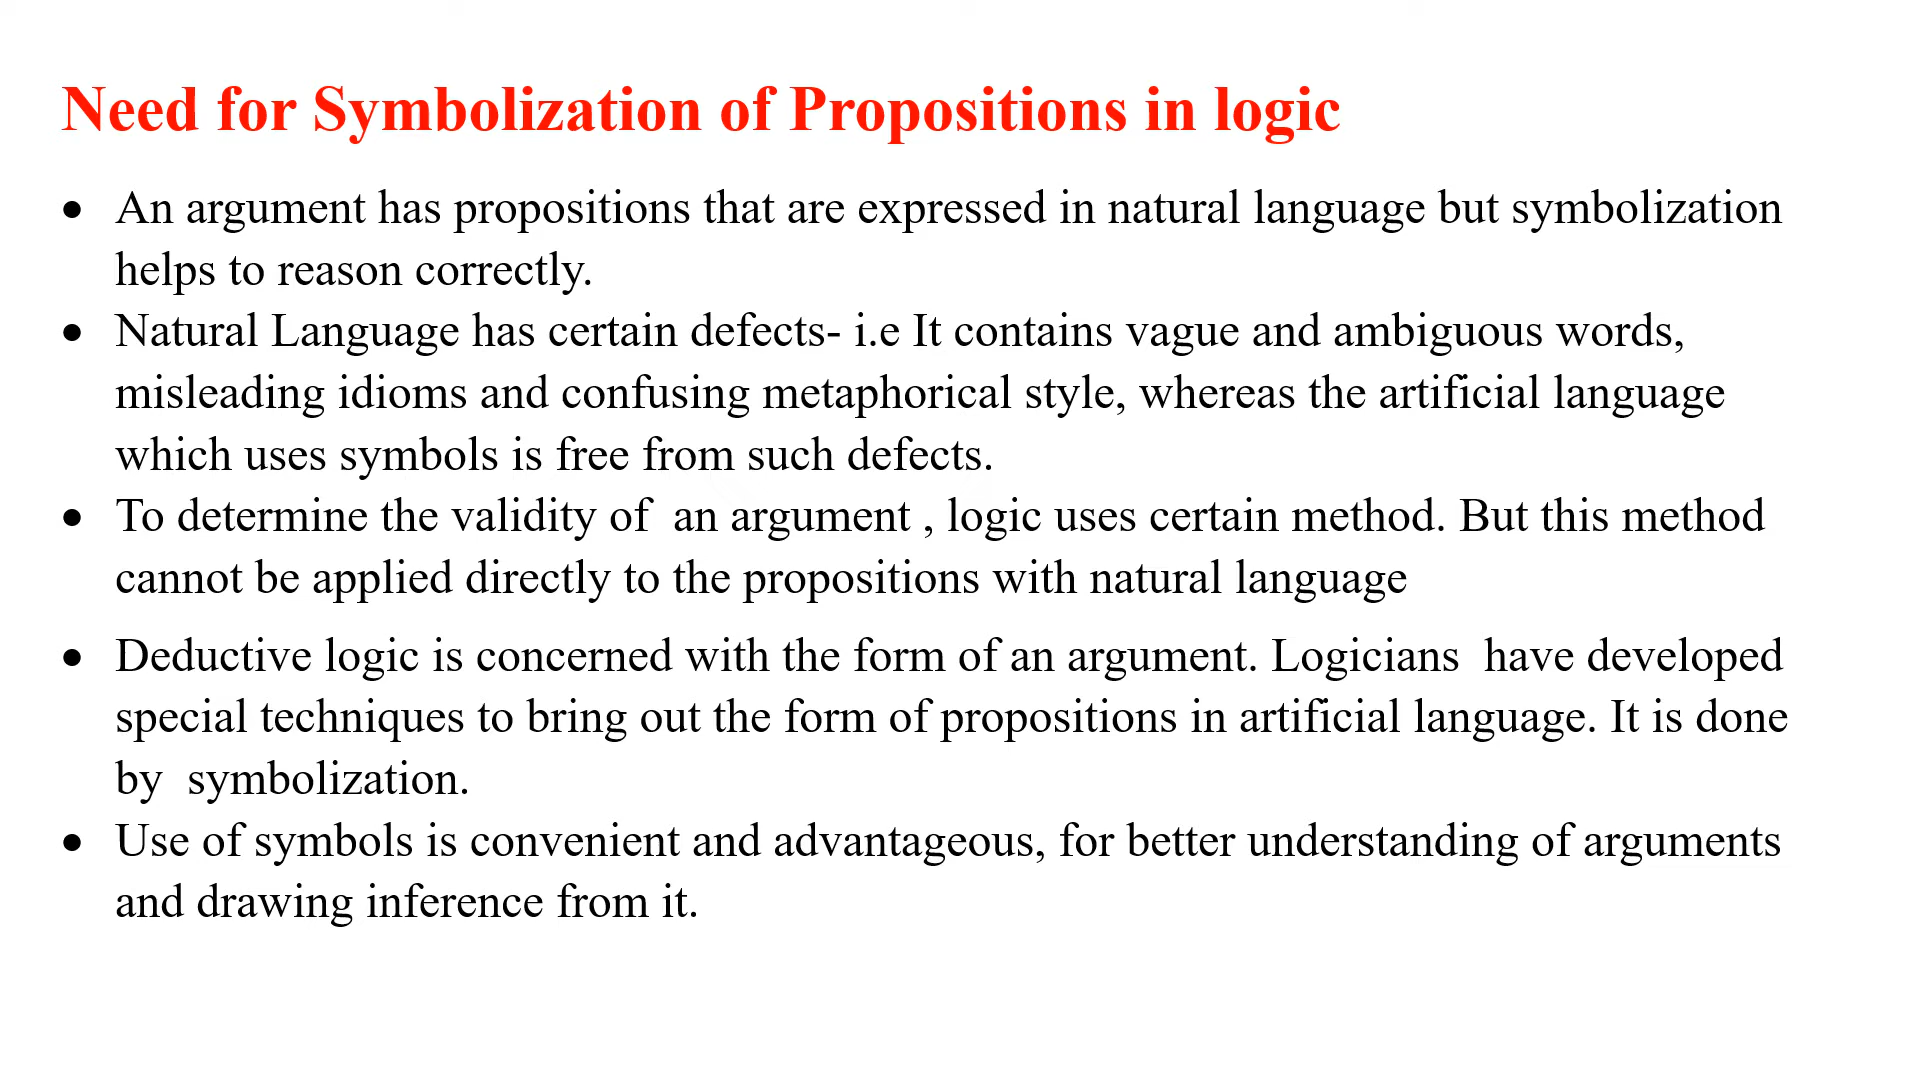 Need for Symbolization of Propositions in logic
• An argument has propositions that are expressed in natural language but symbolization
helps to reason correctly.
• Natural Language has certain defects- i.e It contains vague and ambiguous words,
misleading idioms and confusing metaphorical style, whereas the artificial language
which uses symbols is free from such defects.
• To determine the validity of  an argument , logic uses certain method. But this method
cannot be applied directly to the propositions with natural language
• Deductive logic is concerned with the form of an argument. Logicians  have developed
special techniques to bring out the form of propositions in artificial language. It is done
by  symbolization.
• Use of symbols is convenient and advantageous, for better understanding of arguments
and drawing inference from it.